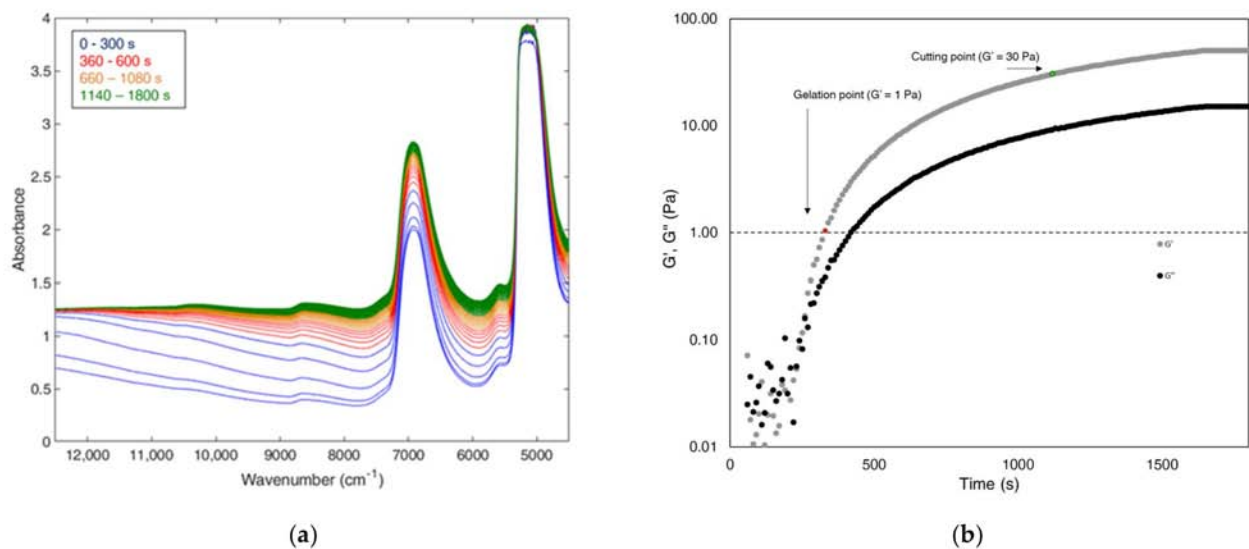 4
3.5
3
2.5
2
1.5
1
0.5
0
0 - 300 s
360 - 600 s
660 – 1080 s
1140 – 1800 s
Absorbance
12,000
11,000
10,000
9000
8000
7000
6000
5000
Wavenumber (cm⁻¹)
(a)
100.00
10.00
1.00
0.10
0.01
G', G" (Pa)
Cutting point (G' = 30 Pa)
Gelation point (G' = 1 Pa)
G'
G"
0
500
1000
1500
Time (s)
(b)